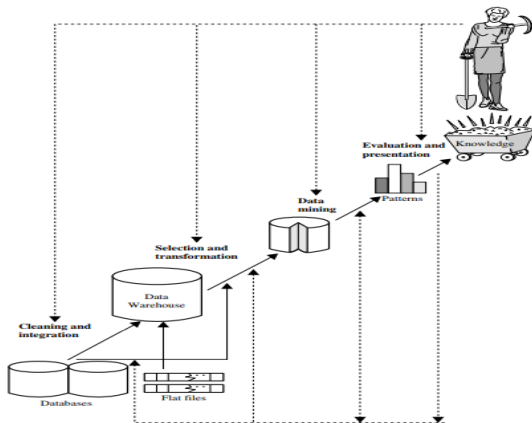 Evaluation and
presentation
Knowledge
Data
mining
Patterns
Selection and
transformation
Data
Warehouse
Cleaning and
integration
Databases
Flat files